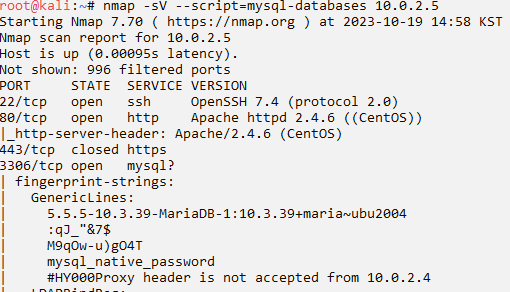 root@kali:~# nmap -sV --script=mysql-databases 10.0.2.5
Starting Nmap 7.70 ( https://nmap.org ) at 2023-10-19 14:58 KST
Nmap scan report for 10.0.2.5
Host is up (0.00095s latency).
Not shown: 996 filtered ports
PORT     STATE  SERVICE VERSION
22/tcp   open   ssh     OpenSSH 7.4 (protocol 2.0)
80/tcp   open   http    Apache httpd 2.4.6 ((CentOS))
|_http-server-header: Apache/2.4.6 (CentOS)
443/tcp  closed https
3306/tcp open   mysql?
| fingerprint-strings:
|   GenericLines:
|     5.5.5-10.3.39-MariaDB-1:10.3.39+maria~ubu2004
|     :qJ_"&7$
|     M9qOw-u)gO4T
|     mysql_native_password
|     #HY000Proxy header is not accepted from 10.0.2.4